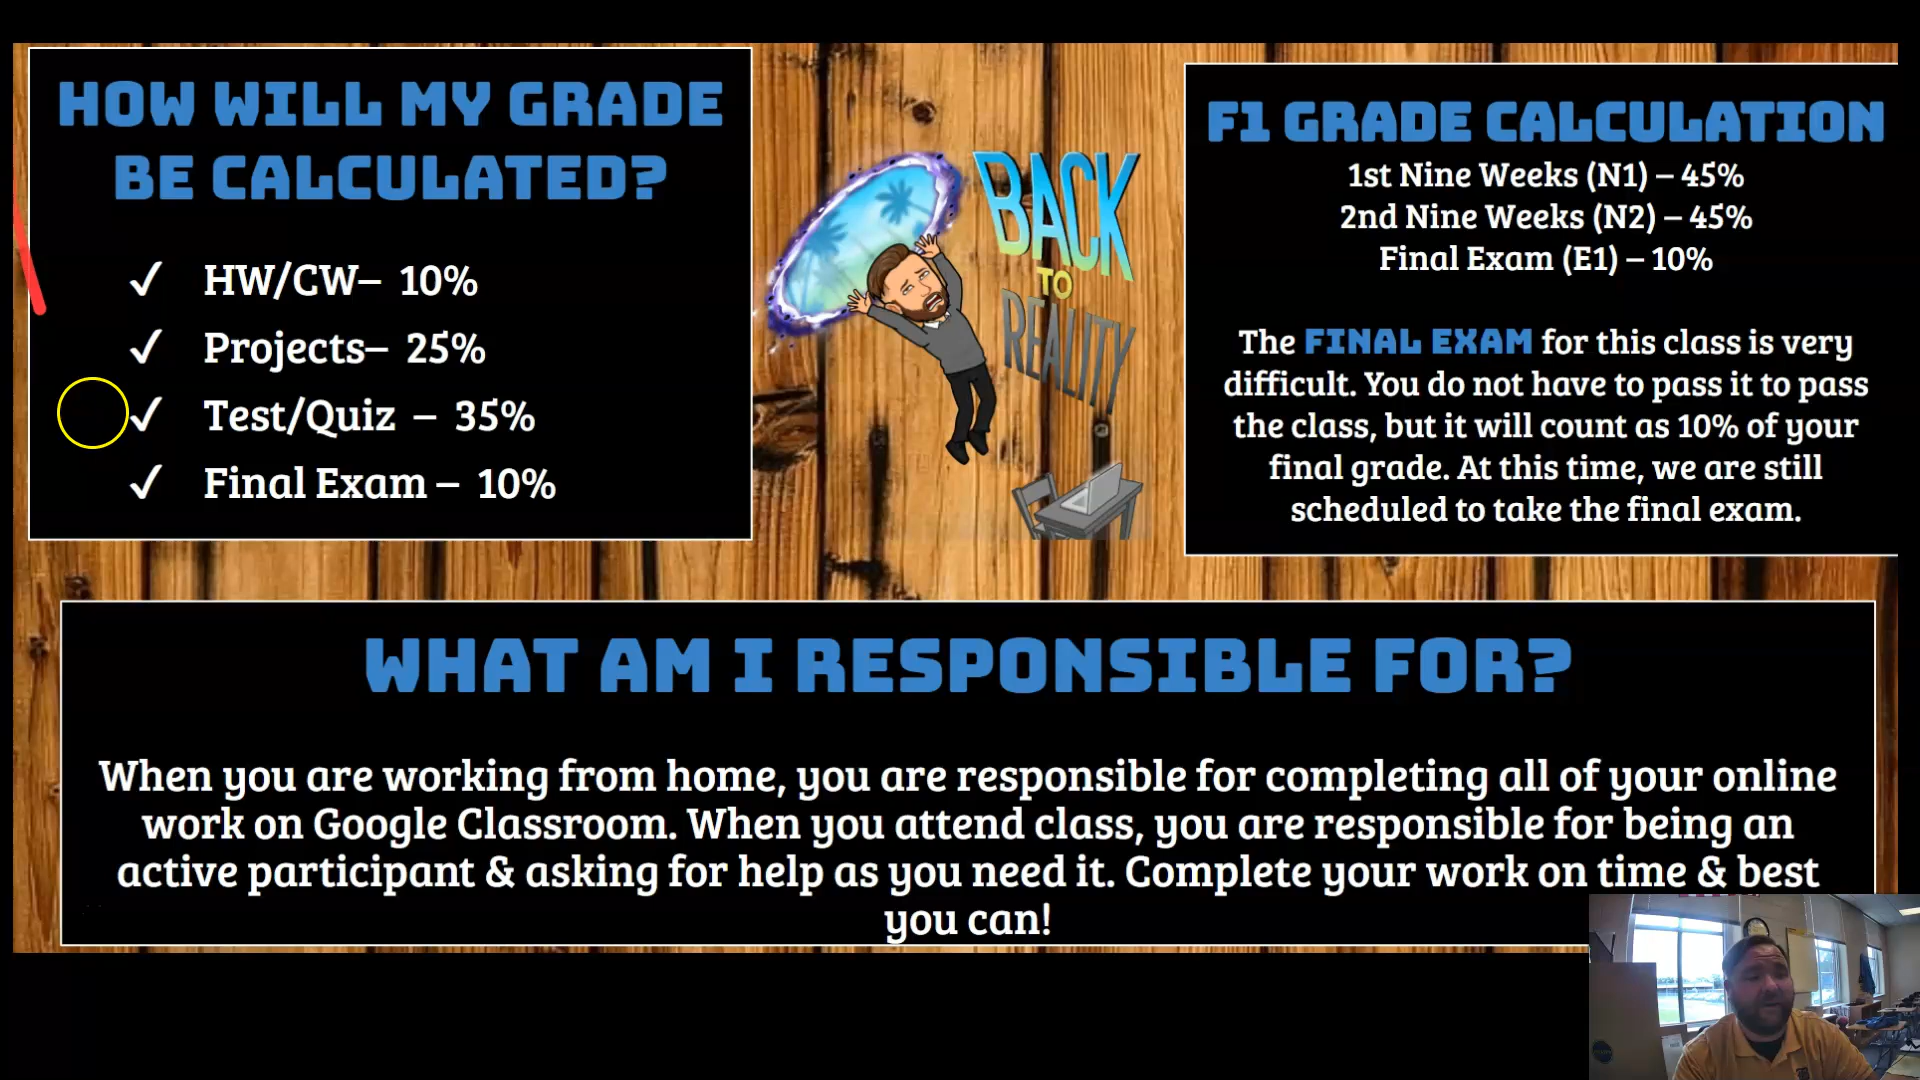 HOW WILL MY GRADE
BE CALCULATED?
✓ HW/CW– 10%
✓ Projects– 25%
✓ Test/Quiz – 35%
✓ Final Exam – 10%
BACK
TO
REALITY
F1 GRADE CALCULATION
1st Nine Weeks (N1) – 45%
2nd Nine Weeks (N2) – 45%
Final Exam (E1) – 10%
The FINAL EXAM for this class is very
difficult. You do not have to pass it to pass
the class, but it will count as 10% of your
final grade. At this time, we are still
scheduled to take the final exam.
WHAT AM I RESPONSIBLE FOR?
When you are working from home, you are responsible for completing all of your online
work on Google Classroom. When you attend class, you are responsible for being an
active participant & asking for help as you need it. Complete your work on time & best
you can!